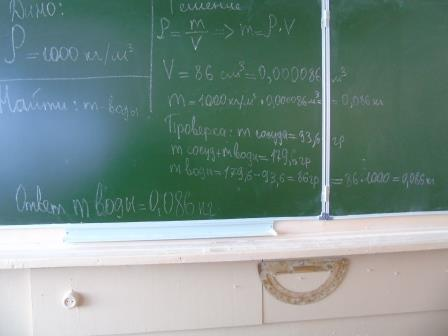 Дано:
ρ = 1000 кг/м³
Найти: m воды
Решение
ρ = m/V => m = ρ·V
V = 86 см³ = 0,000086 м³
m = 1000 кг/м³ · 0,000086 м³ = 0,086 кг
Проверка: m сосуда = 93,6 гр
m сосуд + m воды = 179,6 гр
m воды = 179,6 - 93,6 = 86 гр = 86 : 1000 = 0,086 кг
Ответ m воды = 0,086 кг